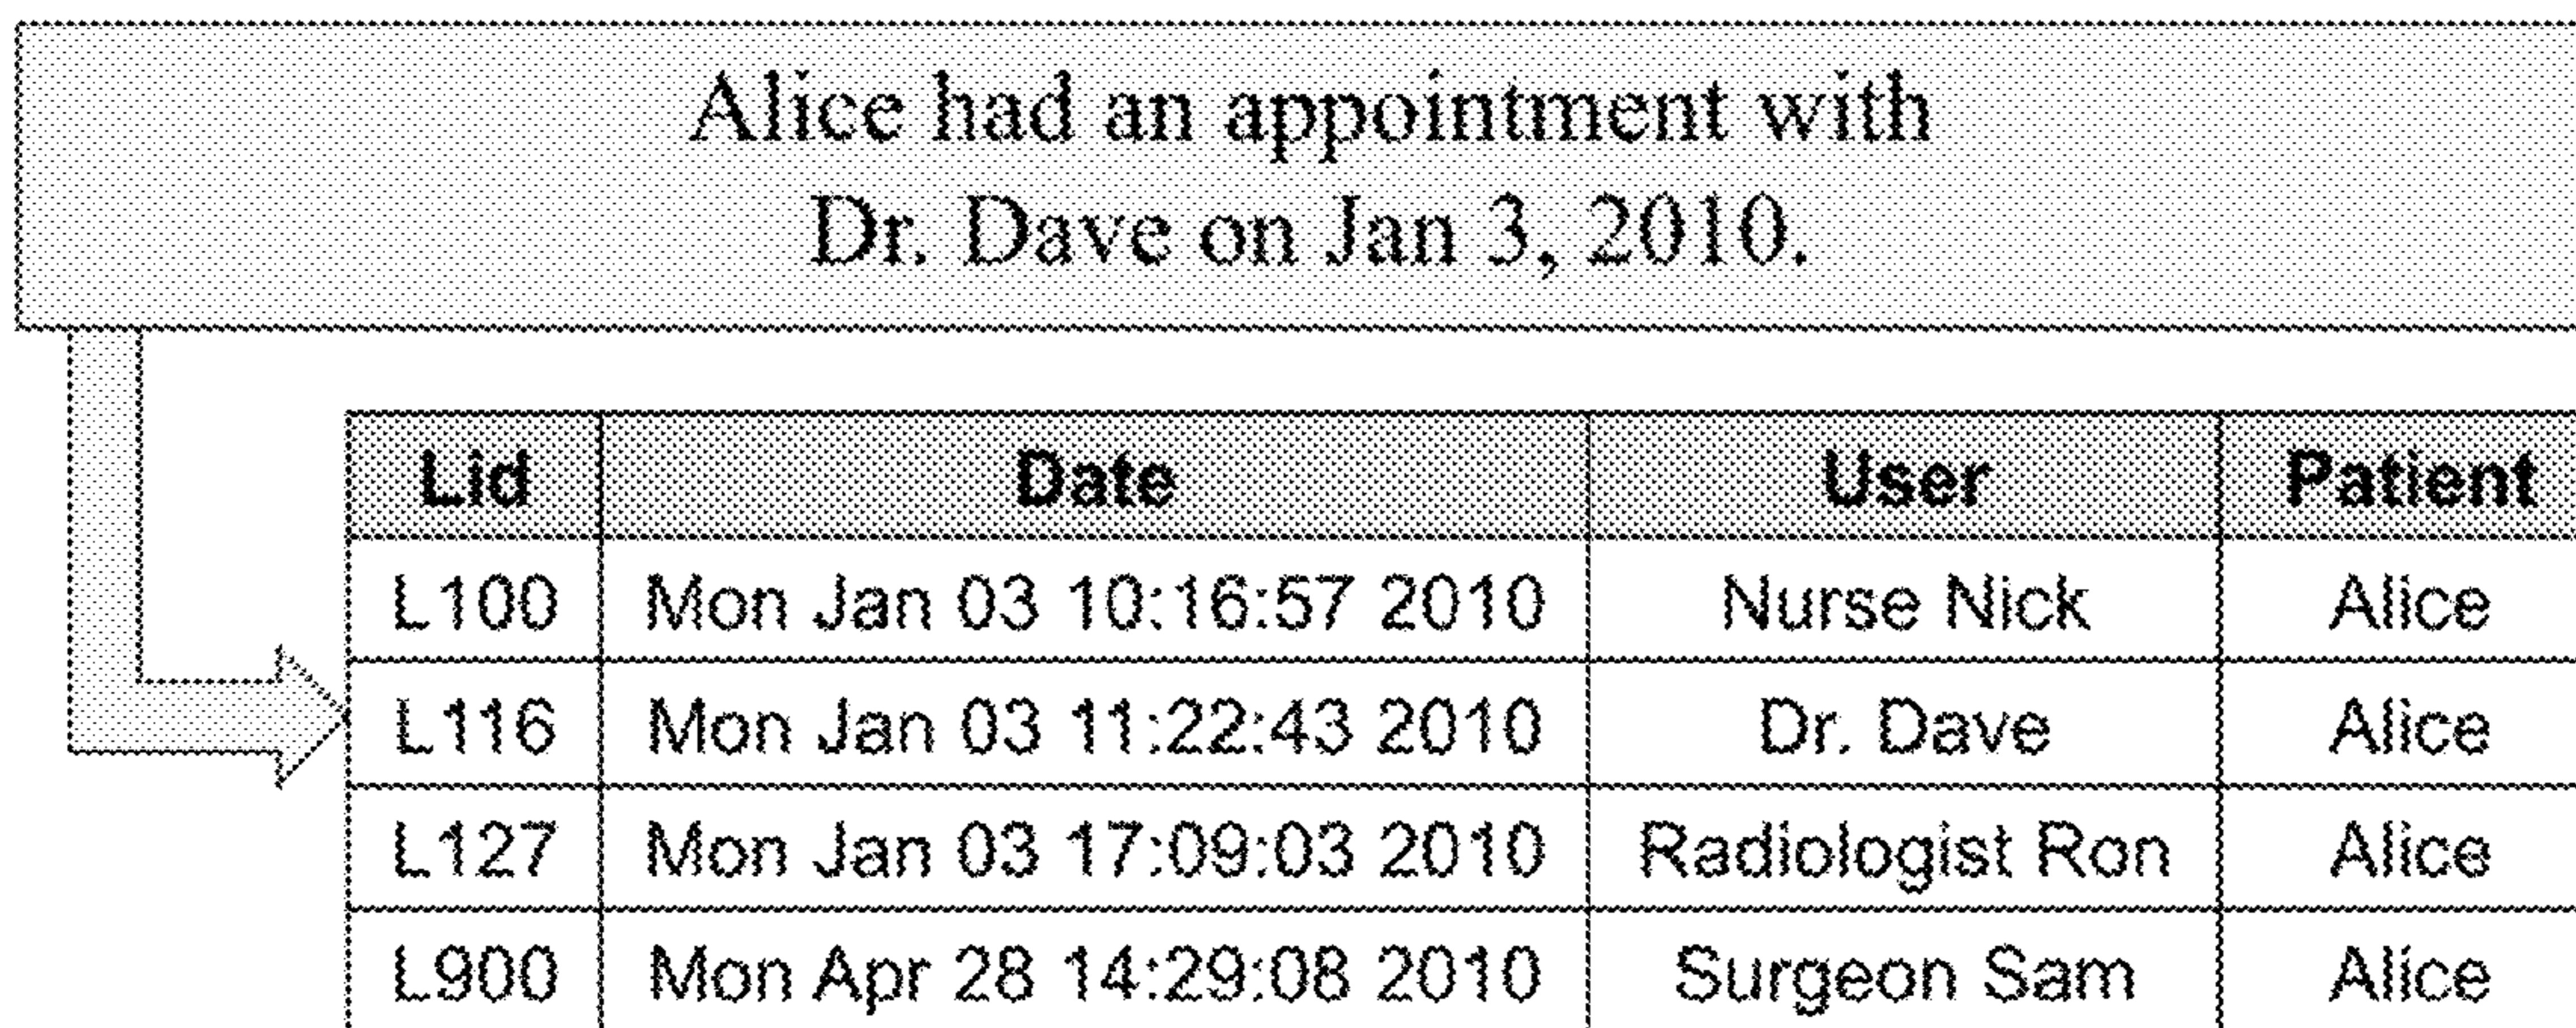 Alice had an appointment with
Dr. Dave on Jan 3, 2010.
Lid Date User Patient
L100 Mon Jan 03 10:16:57 2010 Nurse Nick Alice
L116 Mon Jan 03 11:22:43 2010 Dr. Dave Alice
L127 Mon Jan 03 17:09:03 2010 Radiologist Ron Alice
L900 Mon Apr 28 14:29:08 2010 Surgeon Sam Alice